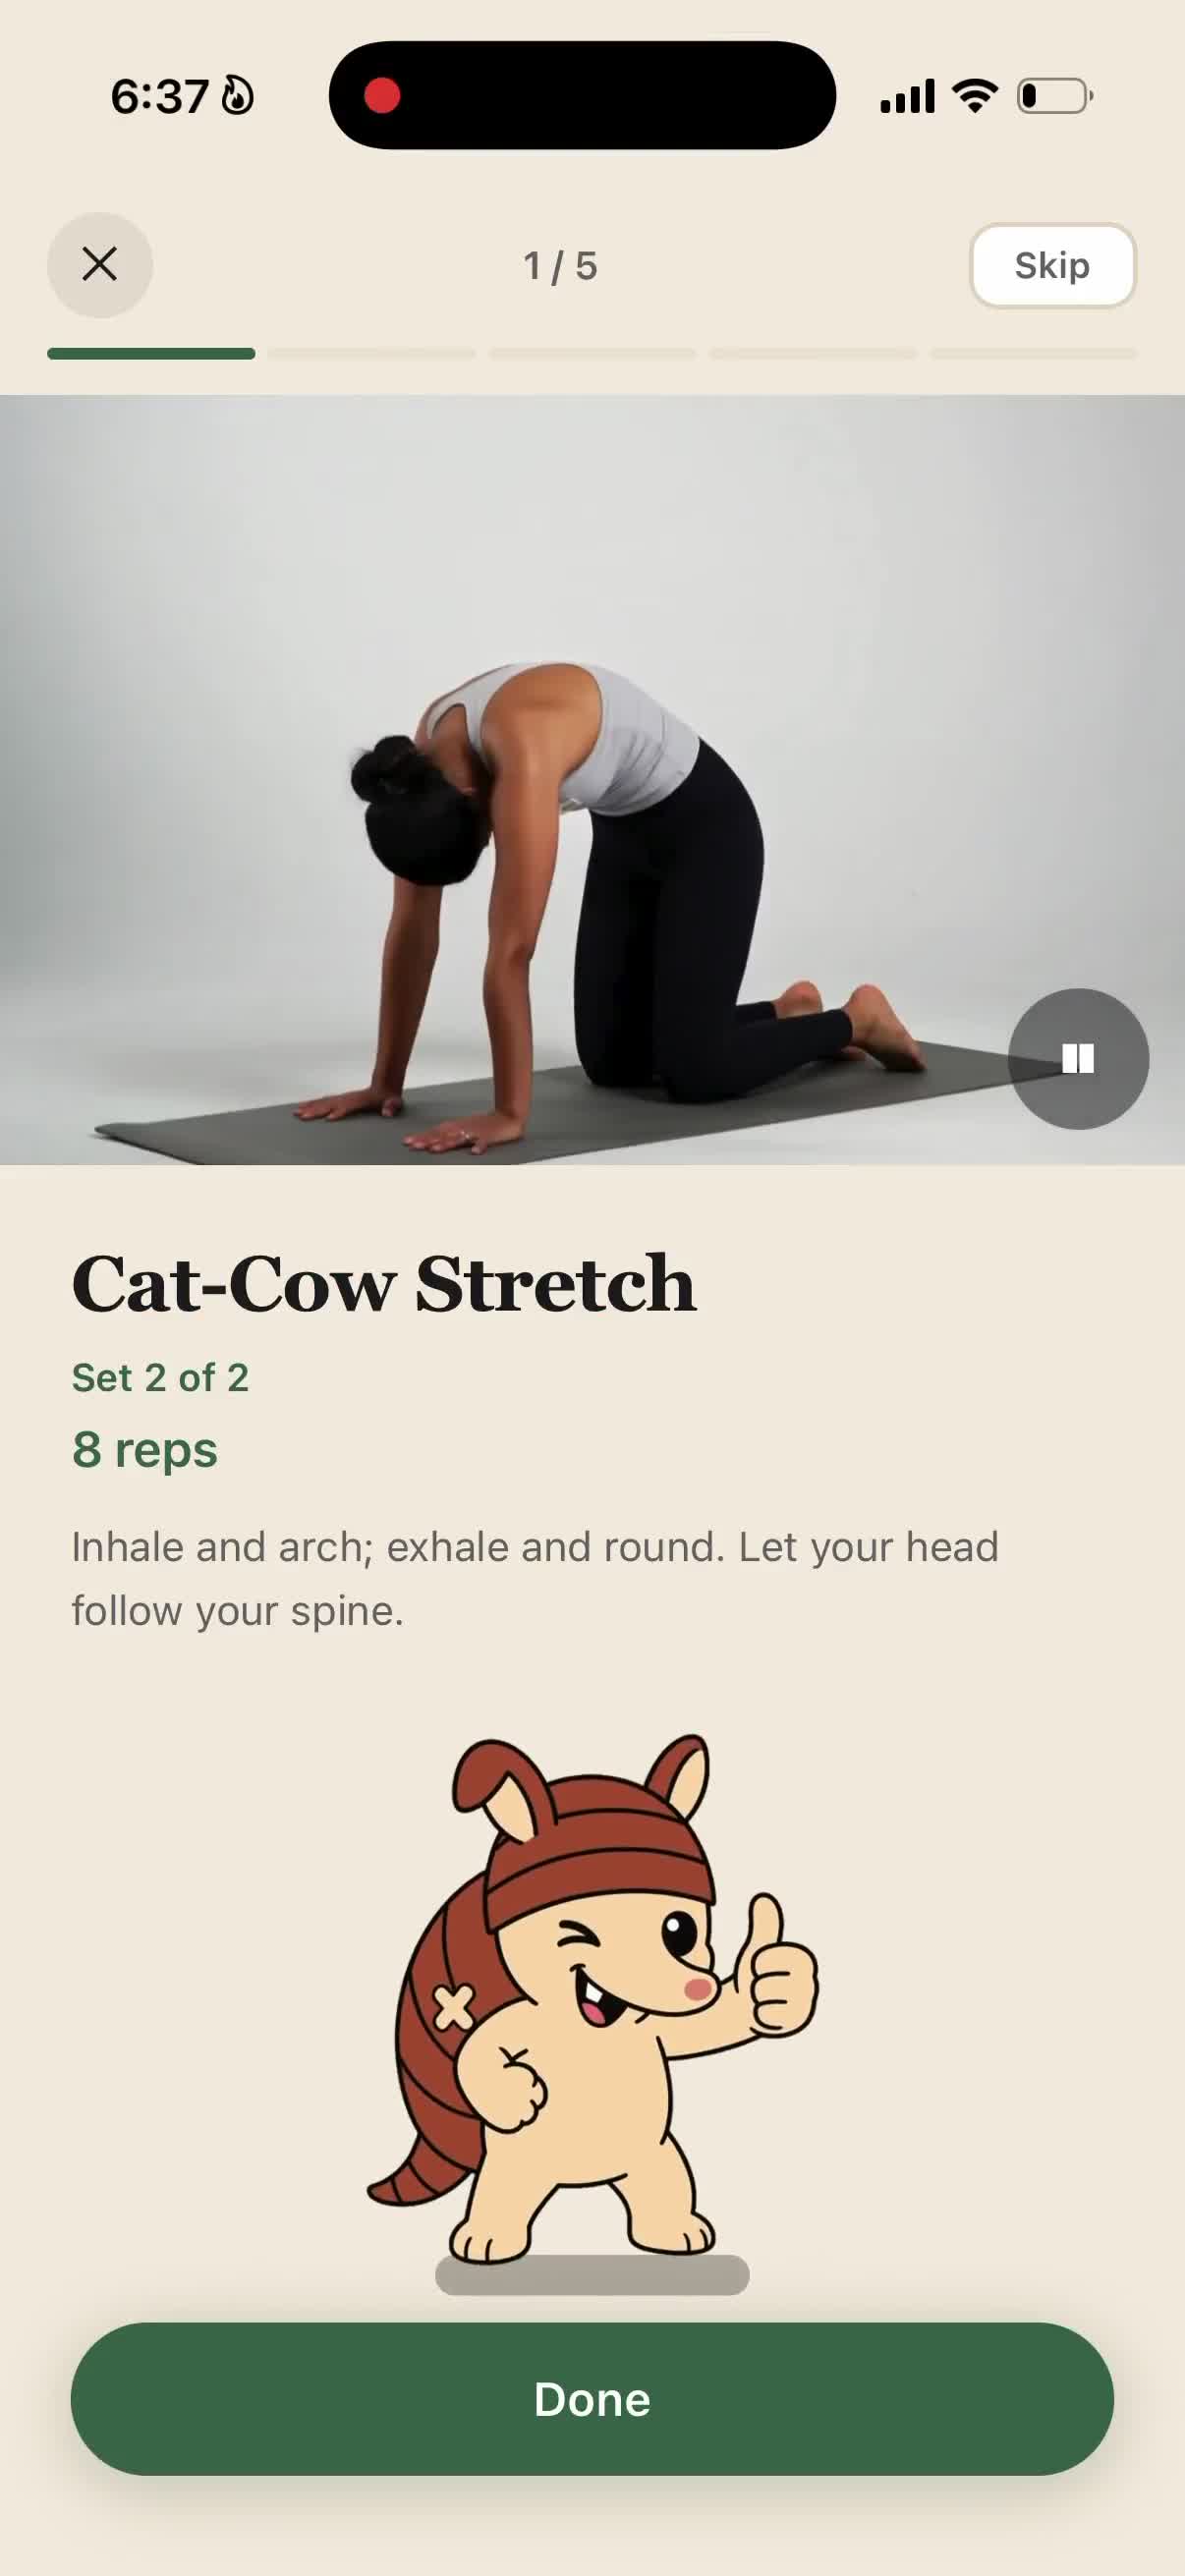 6:37
1 / 5
Skip
Cat-Cow Stretch
Set 2 of 2
8 reps
Inhale and arch; exhale and round. Let your head
follow your spine.
Done